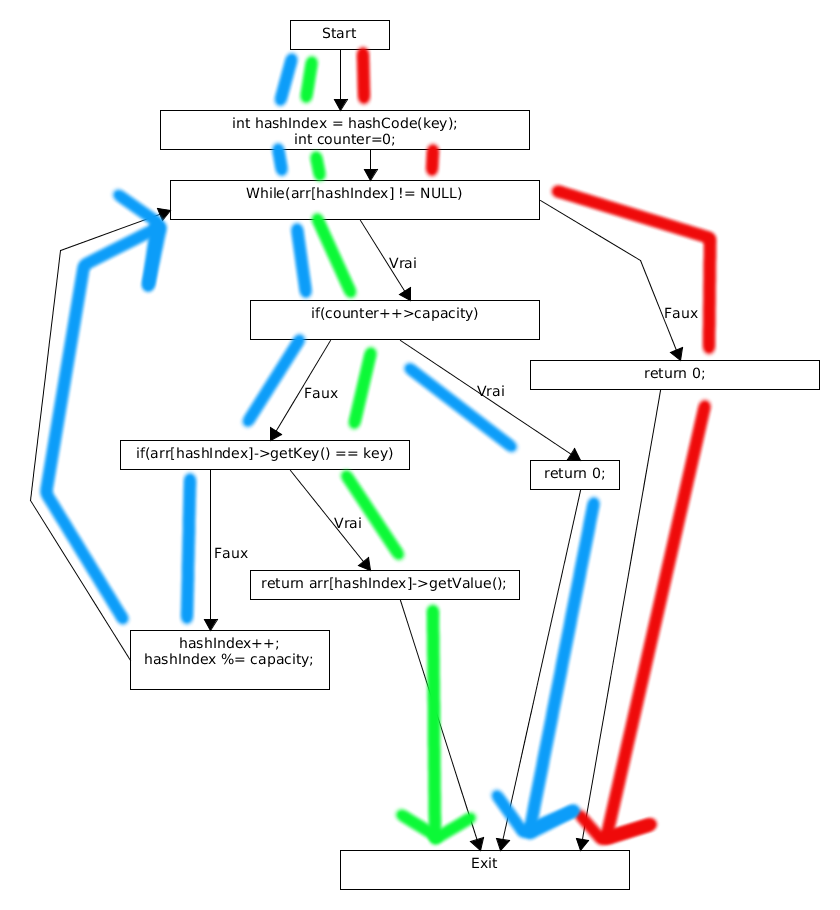 Start
int hashIndex = hashCode(key);
int counter=0;
While(arr[hashIndex] != NULL)
Vrai
if(counter++>capacity)
Faux
return 0;
Faux
Vrai
if(arr[hashIndex]->getKey() == key)
return 0;
Vrai
Faux
return arr[hashIndex]->getValue();
hashIndex++;
hashIndex %= capacity;
Exit